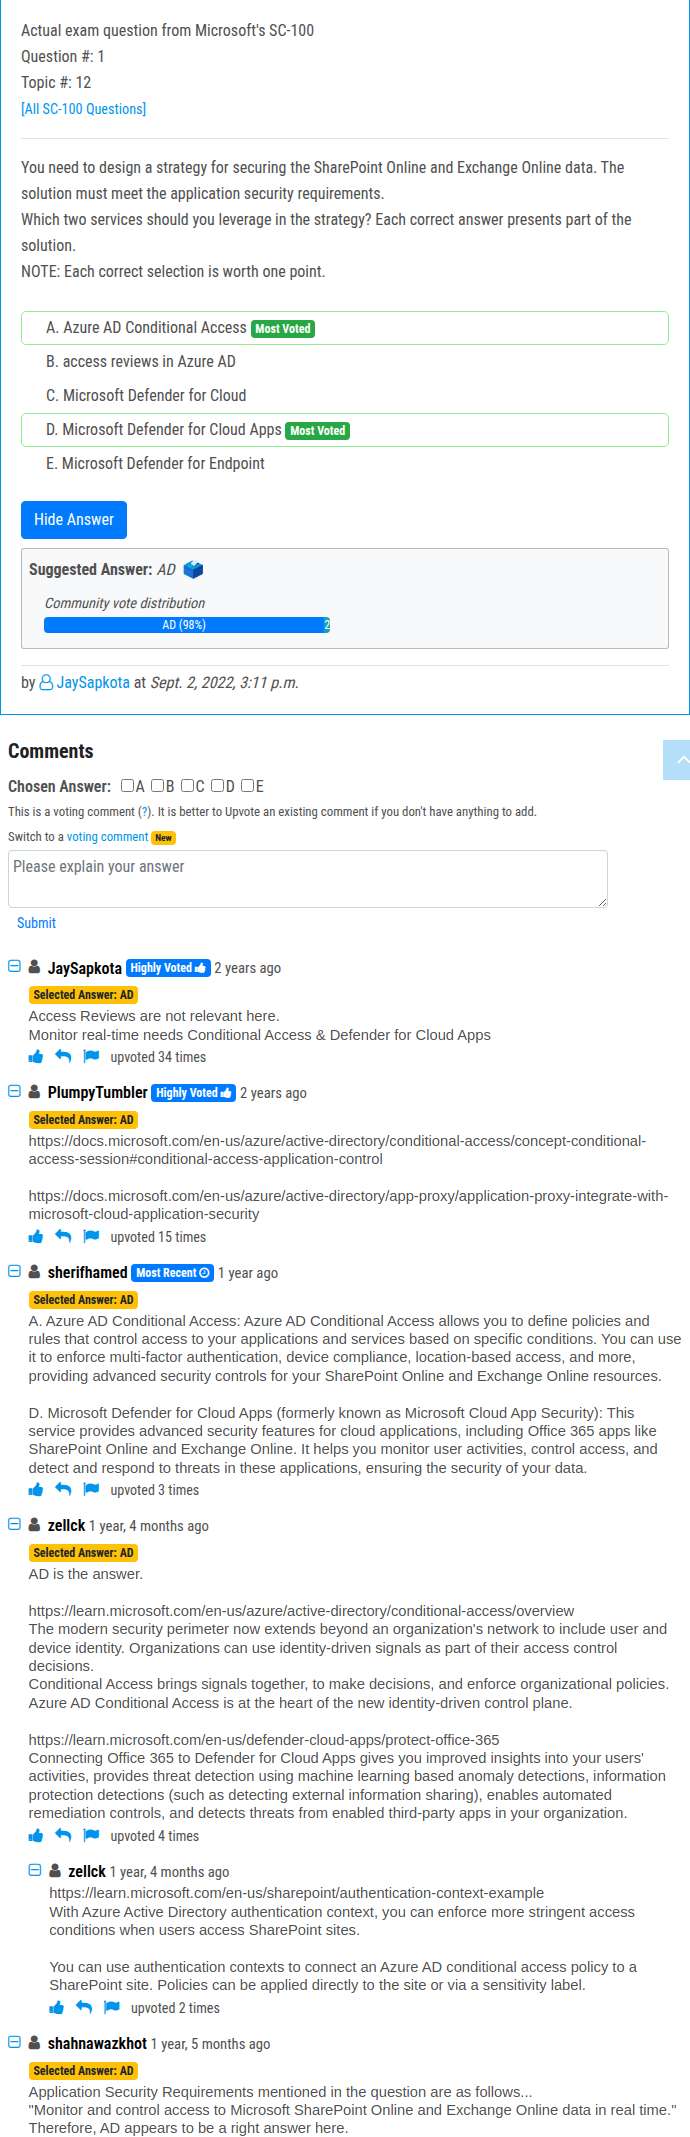 Actual exam question from Microsoft's SC-100
Question #: 1
Topic #: 12
[All SC-100 Questions]
You need to design a strategy for securing the SharePoint Online and Exchange Online data. The
solution must meet the application security requirements.
Which two services should you leverage in the strategy? Each correct answer presents part of the
solution.
NOTE: Each correct selection is worth one point.
A. Azure AD Conditional Access Most Voted
B. access reviews in Azure AD
C. Microsoft Defender for Cloud
D. Microsoft Defender for Cloud Apps Most Voted
E. Microsoft Defender for Endpoint
Hide Answer
Suggested Answer: AD
Community vote distribution
AD (98%) 2
by JaySapkota at Sept. 2, 2022, 3:11 p.m.
Comments
Chosen Answer: A B C D E
This is a voting comment (?). It is better to Upvote an existing comment if you don't have anything to add.
Switch to a voting comment New
Please explain your answer
Submit
JaySapkota Highly Voted 2 years ago
Selected Answer: AD
Access Reviews are not relevant here.
Monitor real-time needs Conditional Access & Defender for Cloud Apps
upvoted 34 times
PlumpyTumbler Highly Voted 2 years ago
Selected Answer: AD
https://docs.microsoft.com/en-us/azure/active-directory/conditional-access/concept-conditional-
access-session#conditional-access-application-control
https://docs.microsoft.com/en-us/azure/active-directory/app-proxy/application-proxy-integrate-with-
microsoft-cloud-application-security
upvoted 15 times
sherifhamed Most Recent 1 year ago
Selected Answer: AD
A. Azure AD Conditional Access: Azure AD Conditional Access allows you to define policies and
rules that control access to your applications and services based on specific conditions. You can use
it to enforce multi-factor authentication, device compliance, location-based access, and more,
providing advanced security controls for your SharePoint Online and Exchange Online resources.
D. Microsoft Defender for Cloud Apps (formerly known as Microsoft Cloud App Security): This
service provides advanced security features for cloud applications, including Office 365 apps like
SharePoint Online and Exchange Online. It helps you monitor user activities, control access, and
detect and respond to threats in these applications, ensuring the security of your data.
upvoted 3 times
zellck 1 year, 4 months ago
Selected Answer: AD
AD is the answer.
https://learn.microsoft.com/en-us/azure/active-directory/conditional-access/overview
The modern security perimeter now extends beyond an organization's network to include user and
device identity. Organizations can use identity-driven signals as part of their access control
decisions.
Conditional Access brings signals together, to make decisions, and enforce organizational policies.
Azure AD Conditional Access is at the heart of the new identity-driven control plane.
https://learn.microsoft.com/en-us/defender-cloud-apps/protect-office-365
Connecting Office 365 to Defender for Cloud Apps gives you improved insights into your users'
activities, provides threat detection using machine learning based anomaly detections, information
protection detections (such as detecting external information sharing), enables automated
remediation controls, and detects threats from enabled third-party apps in your organization.
upvoted 4 times
zellck 1 year, 4 months ago
https://learn.microsoft.com/en-us/sharepoint/authentication-context-example
With Azure Active Directory authentication context, you can enforce more stringent access
conditions when users access SharePoint sites.
You can use authentication contexts to connect an Azure AD conditional access policy to a
SharePoint site. Policies can be applied directly to the site or via a sensitivity label.
upvoted 2 times
shahnawazkhot 1 year, 5 months ago
Selected Answer: AD
Application Security Requirements mentioned in the question are as follows...
"Monitor and control access to Microsoft SharePoint Online and Exchange Online data in real time."
Therefore, AD appears to be a right answer here.